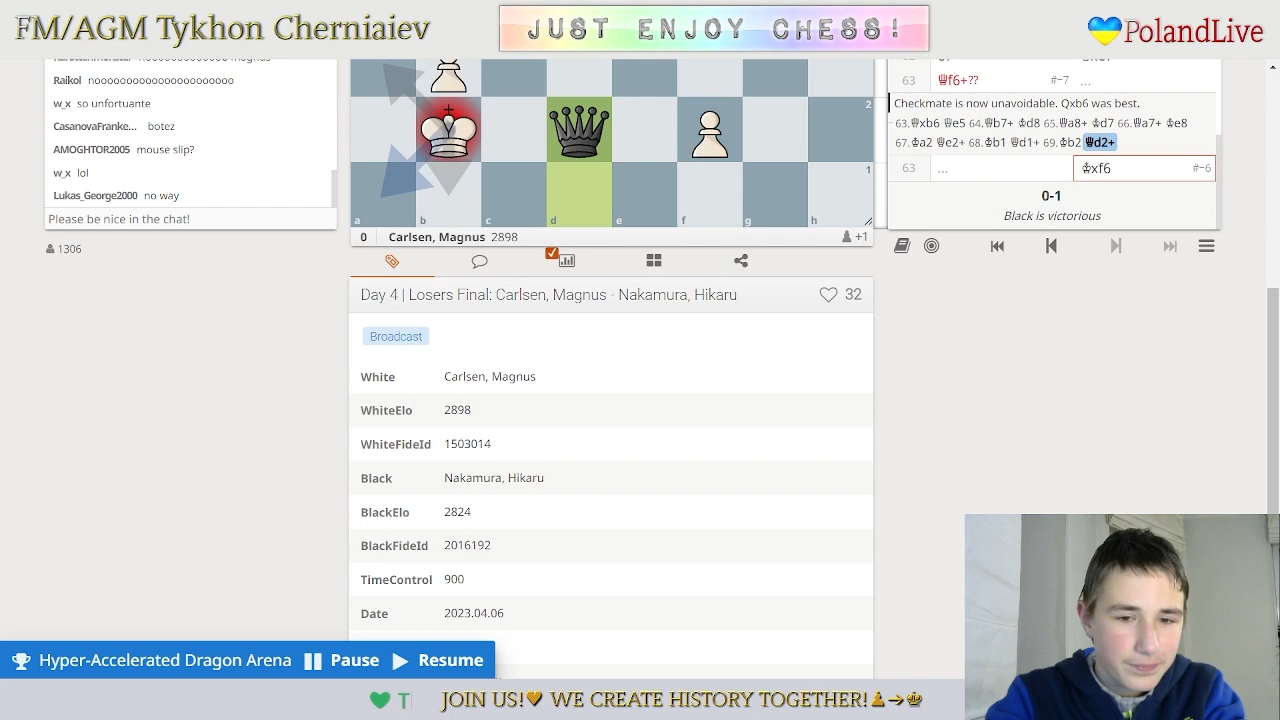 FM/AGM Tykhon Cherniaiev
JUST ENJOY CHESS!
PolandLive
Raikol nooooooooooooooooooooooo
w_x so unfortuante
CasanovaFranke... botez
AMOGHTOR2005 mouse slip?
w_x lol
Lukas_George2000 no way
Please be nice in the chat!
1306
2
1
a b c d e f g h
0 Carlsen, Magnus 2898 +1
63 ♕f6+?? #−7 ...
Checkmate is now unavoidable. Qxb6 was best.
63.♕xb6 ♕e5 64.♕b7+ ♔d8 65.♕a8+ ♔d7 66.♕a7+ ♔e8
67.♔a2 ♕e2+ 68.♔b1 ♕d1+ 69.♔b2 ♕d2+
63 ... ♔xf6 #−6
0-1
Black is victorious
Day 4 | Losers Final: Carlsen, Magnus - Nakamura, Hikaru 32
Broadcast
White Carlsen, Magnus
WhiteElo 2898
WhiteFideId 1503014
Black Nakamura, Hikaru
BlackElo 2824
BlackFideId 2016192
TimeControl 900
Date 2023.04.06
Hyper-Accelerated Dragon Arena Pause Resume
💚 T JOIN US!🧡 WE CREATE HISTORY TOGETHER!♟→♚